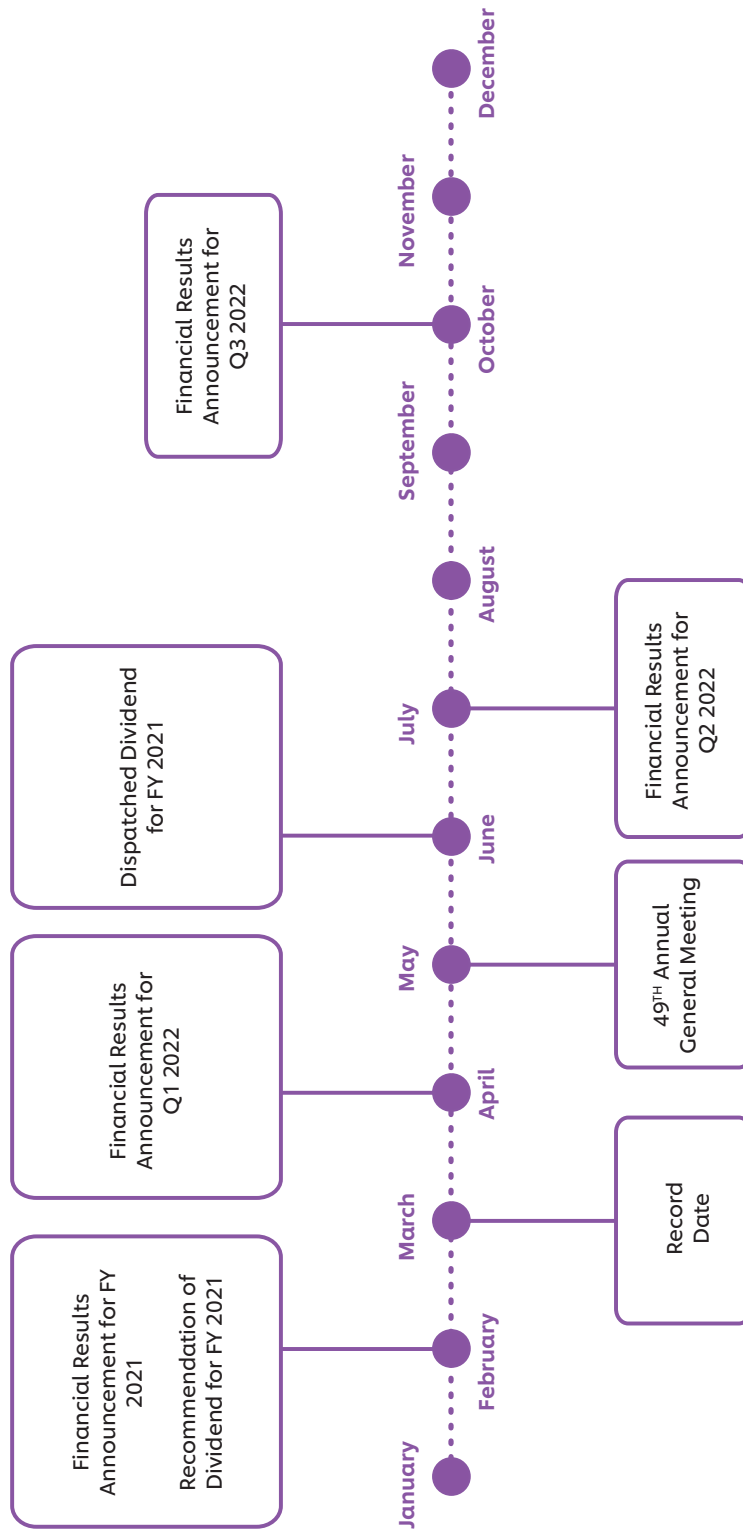 Financial Results
Announcement for FY
2021
Recommendation of
Dividend for FY 2021
Financial Results
Announcement for
Q1 2022
Dispatched Dividend
for FY 2021
Financial Results
Announcement for
Q3 2022
January
February
March
April
May
June
July
August
September
October
November
December
Record
Date
49TH Annual
General Meeting
Financial Results
Announcement for
Q2 2022